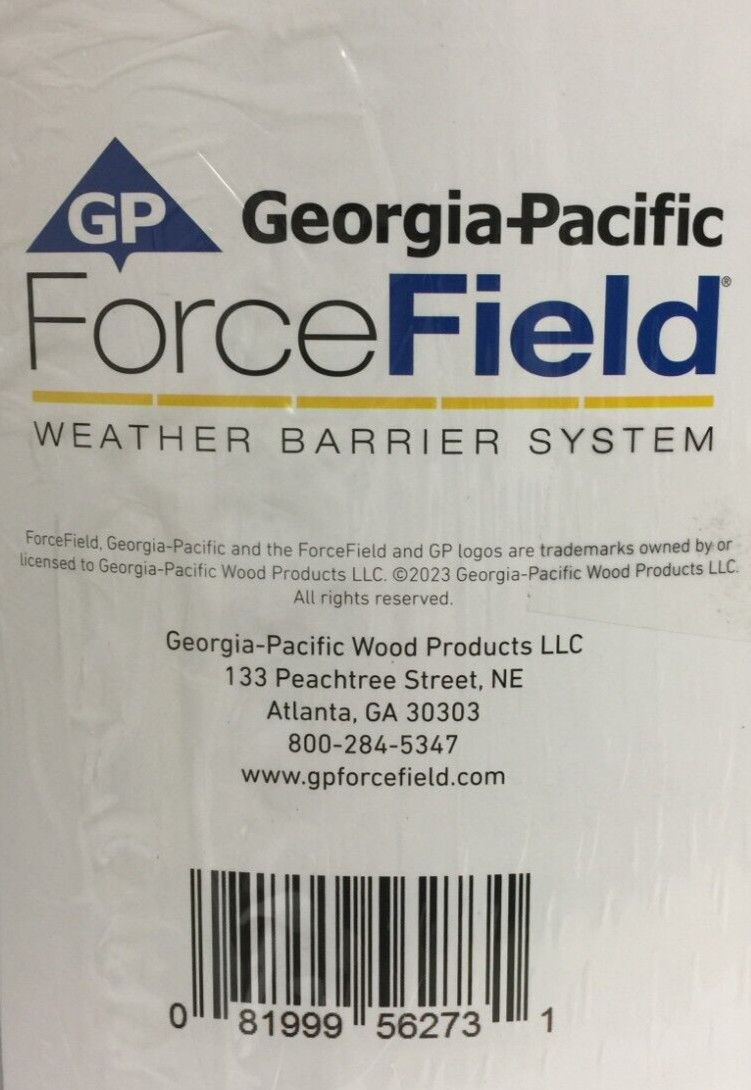 GP Georgia-Pacific
ForceField®
WEATHER BARRIER SYSTEM
ForceField, Georgia-Pacific and the ForceField and GP logos are trademarks owned by or
licensed to Georgia-Pacific Wood Products LLC. ©2023 Georgia-Pacific Wood Products LLC.
All rights reserved.
Georgia-Pacific Wood Products LLC
133 Peachtree Street, NE
Atlanta, GA 30303
800-284-5347
www.gpforcefield.com
0 81999 56273 1